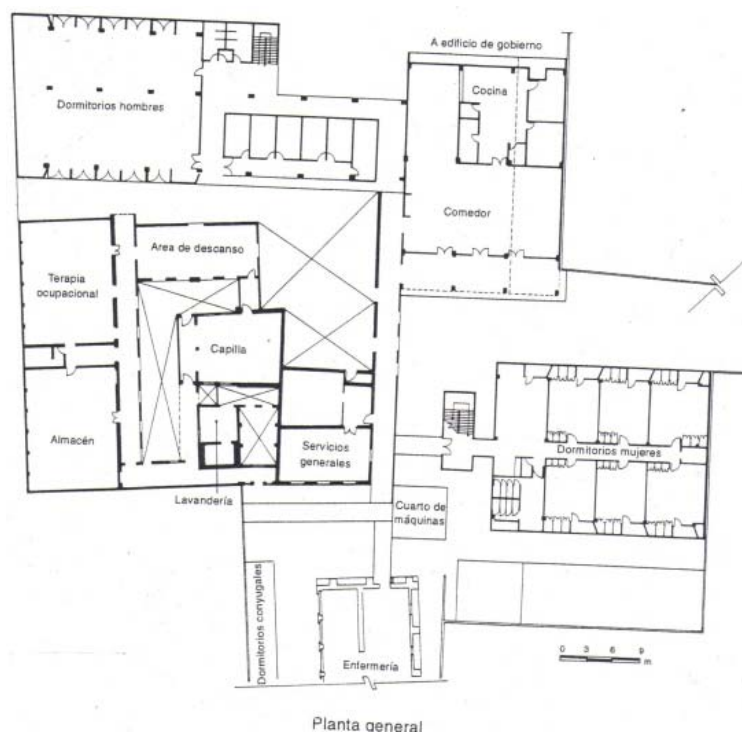 A edificio de gobierno
Cocina
Dormitorios hombres
Comedor
Area de descanso
Terapia
ocupacional
Capilla
Almacén
Servicios
generales
Dormitorios mujeres
Lavandería
Cuarto de
máquinas
Dormitorios conyugales
Enfermería
0 3 6 9
m
Planta general